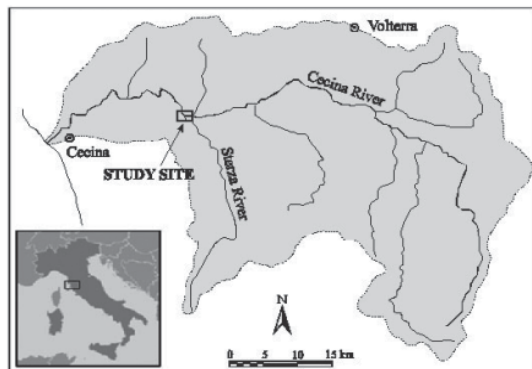 Volterra
Cecina River
Cecina
STUDY SITE
Sterza River
N
0 5 10 15 km